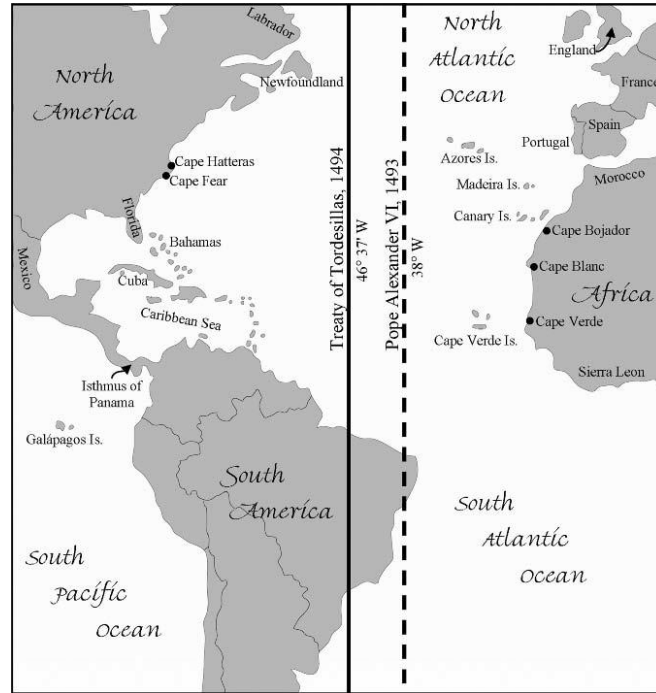 Labrador
Newfoundland
North
America
Cape Hatteras
Cape Fear
Florida
Bahamas
Mexico
Cuba
Caribbean Sea
Isthmus of
Panama
Galápagos Is.
South
America
South
Pacific
Ocean
Treaty of Tordesillas, 1494
46° 37' W
Pope Alexander VI, 1493
38° W
North
Atlantic
Ocean
England
France
Spain
Portugal
Azores Is.
Madeira Is.
Morocco
Canary Is.
Cape Bojador
Cape Blanc
Africa
Cape Verde
Cape Verde Is.
Sierra Leon
South
Atlantic
Ocean